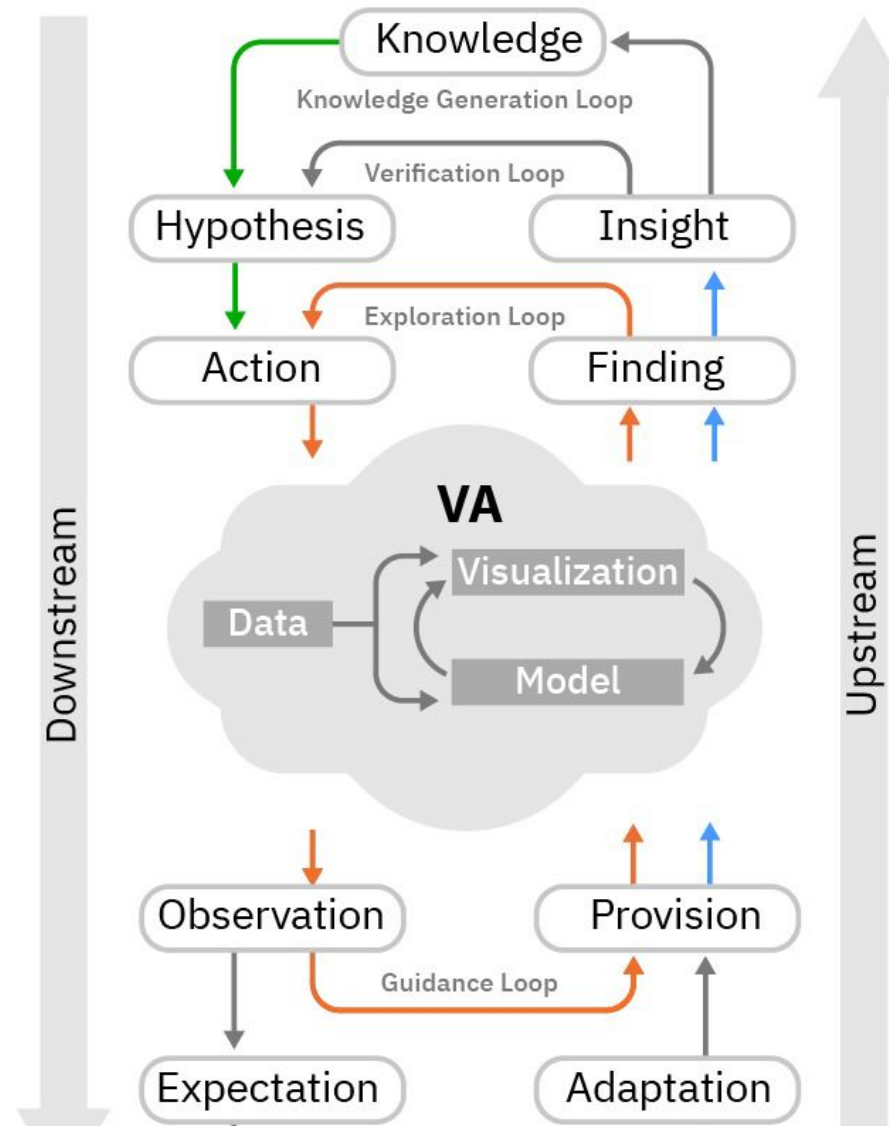 Knowledge
Knowledge Generation Loop
Verification Loop
Hypothesis
Insight
Exploration Loop
Action
Finding
VA
Visualization
Data
Model
Downstream
Upstream
Observation
Provision
Guidance Loop
Expectation
Adaptation